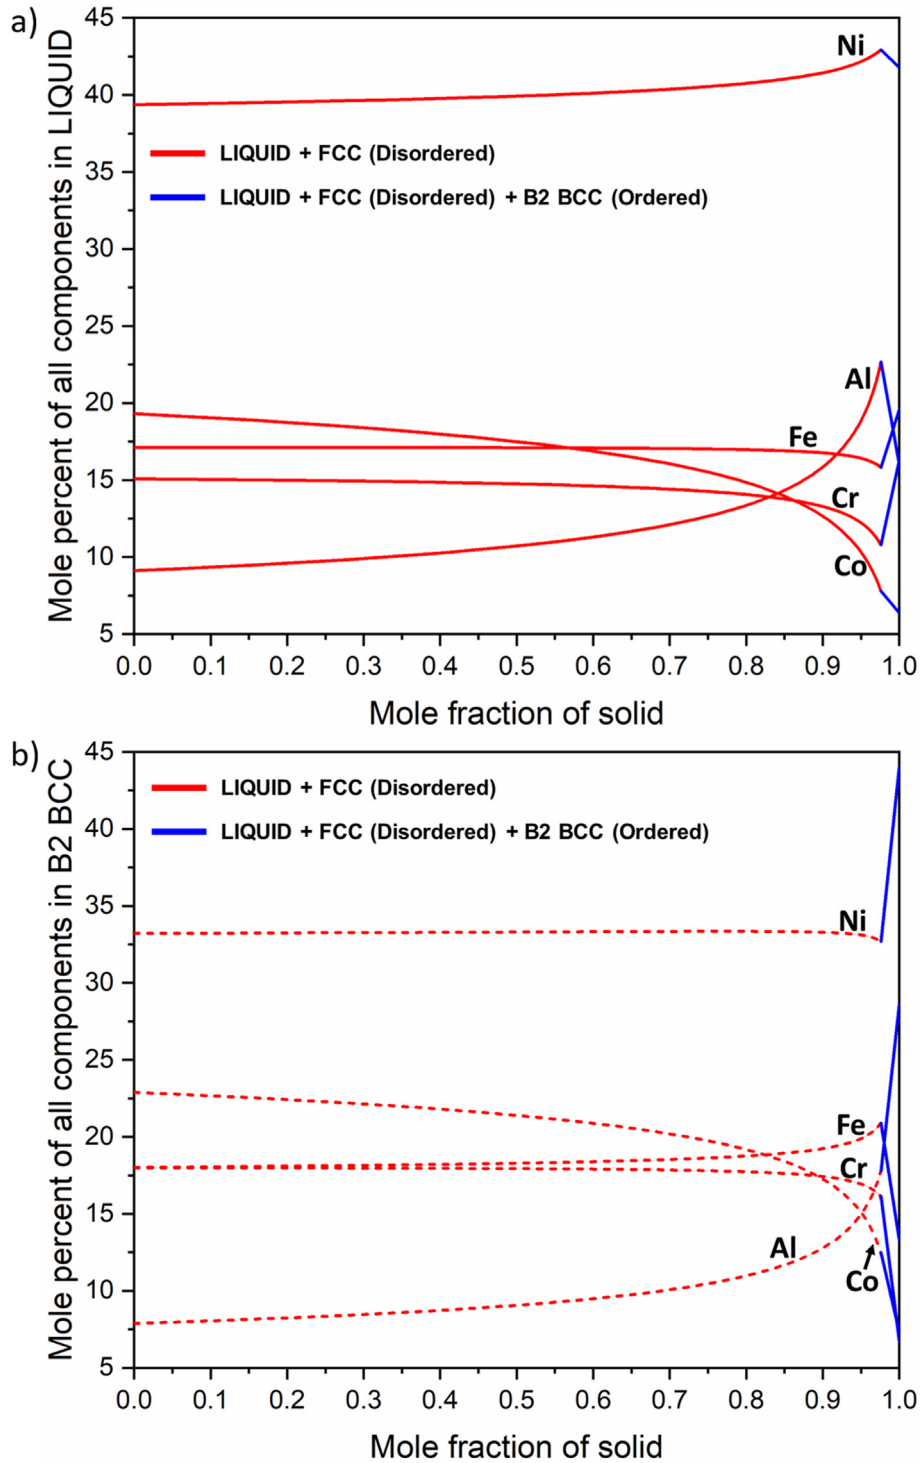 a)
Mole percent of all components in LIQUID
45
40
35
30
25
20
15
10
5
Ni
LIQUID + FCC (Disordered)
LIQUID + FCC (Disordered) + B2 BCC (Ordered)
Al
Fe
Cr
Co
0.0 0.1 0.2 0.3 0.4 0.5 0.6 0.7 0.8 0.9 1.0
Mole fraction of solid
b)
Mole percent of all components in B2 BCC
45
40
35
30
25
20
15
10
5
LIQUID + FCC (Disordered)
LIQUID + FCC (Disordered) + B2 BCC (Ordered)
Ni
Fe
Cr
Al
Co
0.0 0.1 0.2 0.3 0.4 0.5 0.6 0.7 0.8 0.9 1.0
Mole fraction of solid